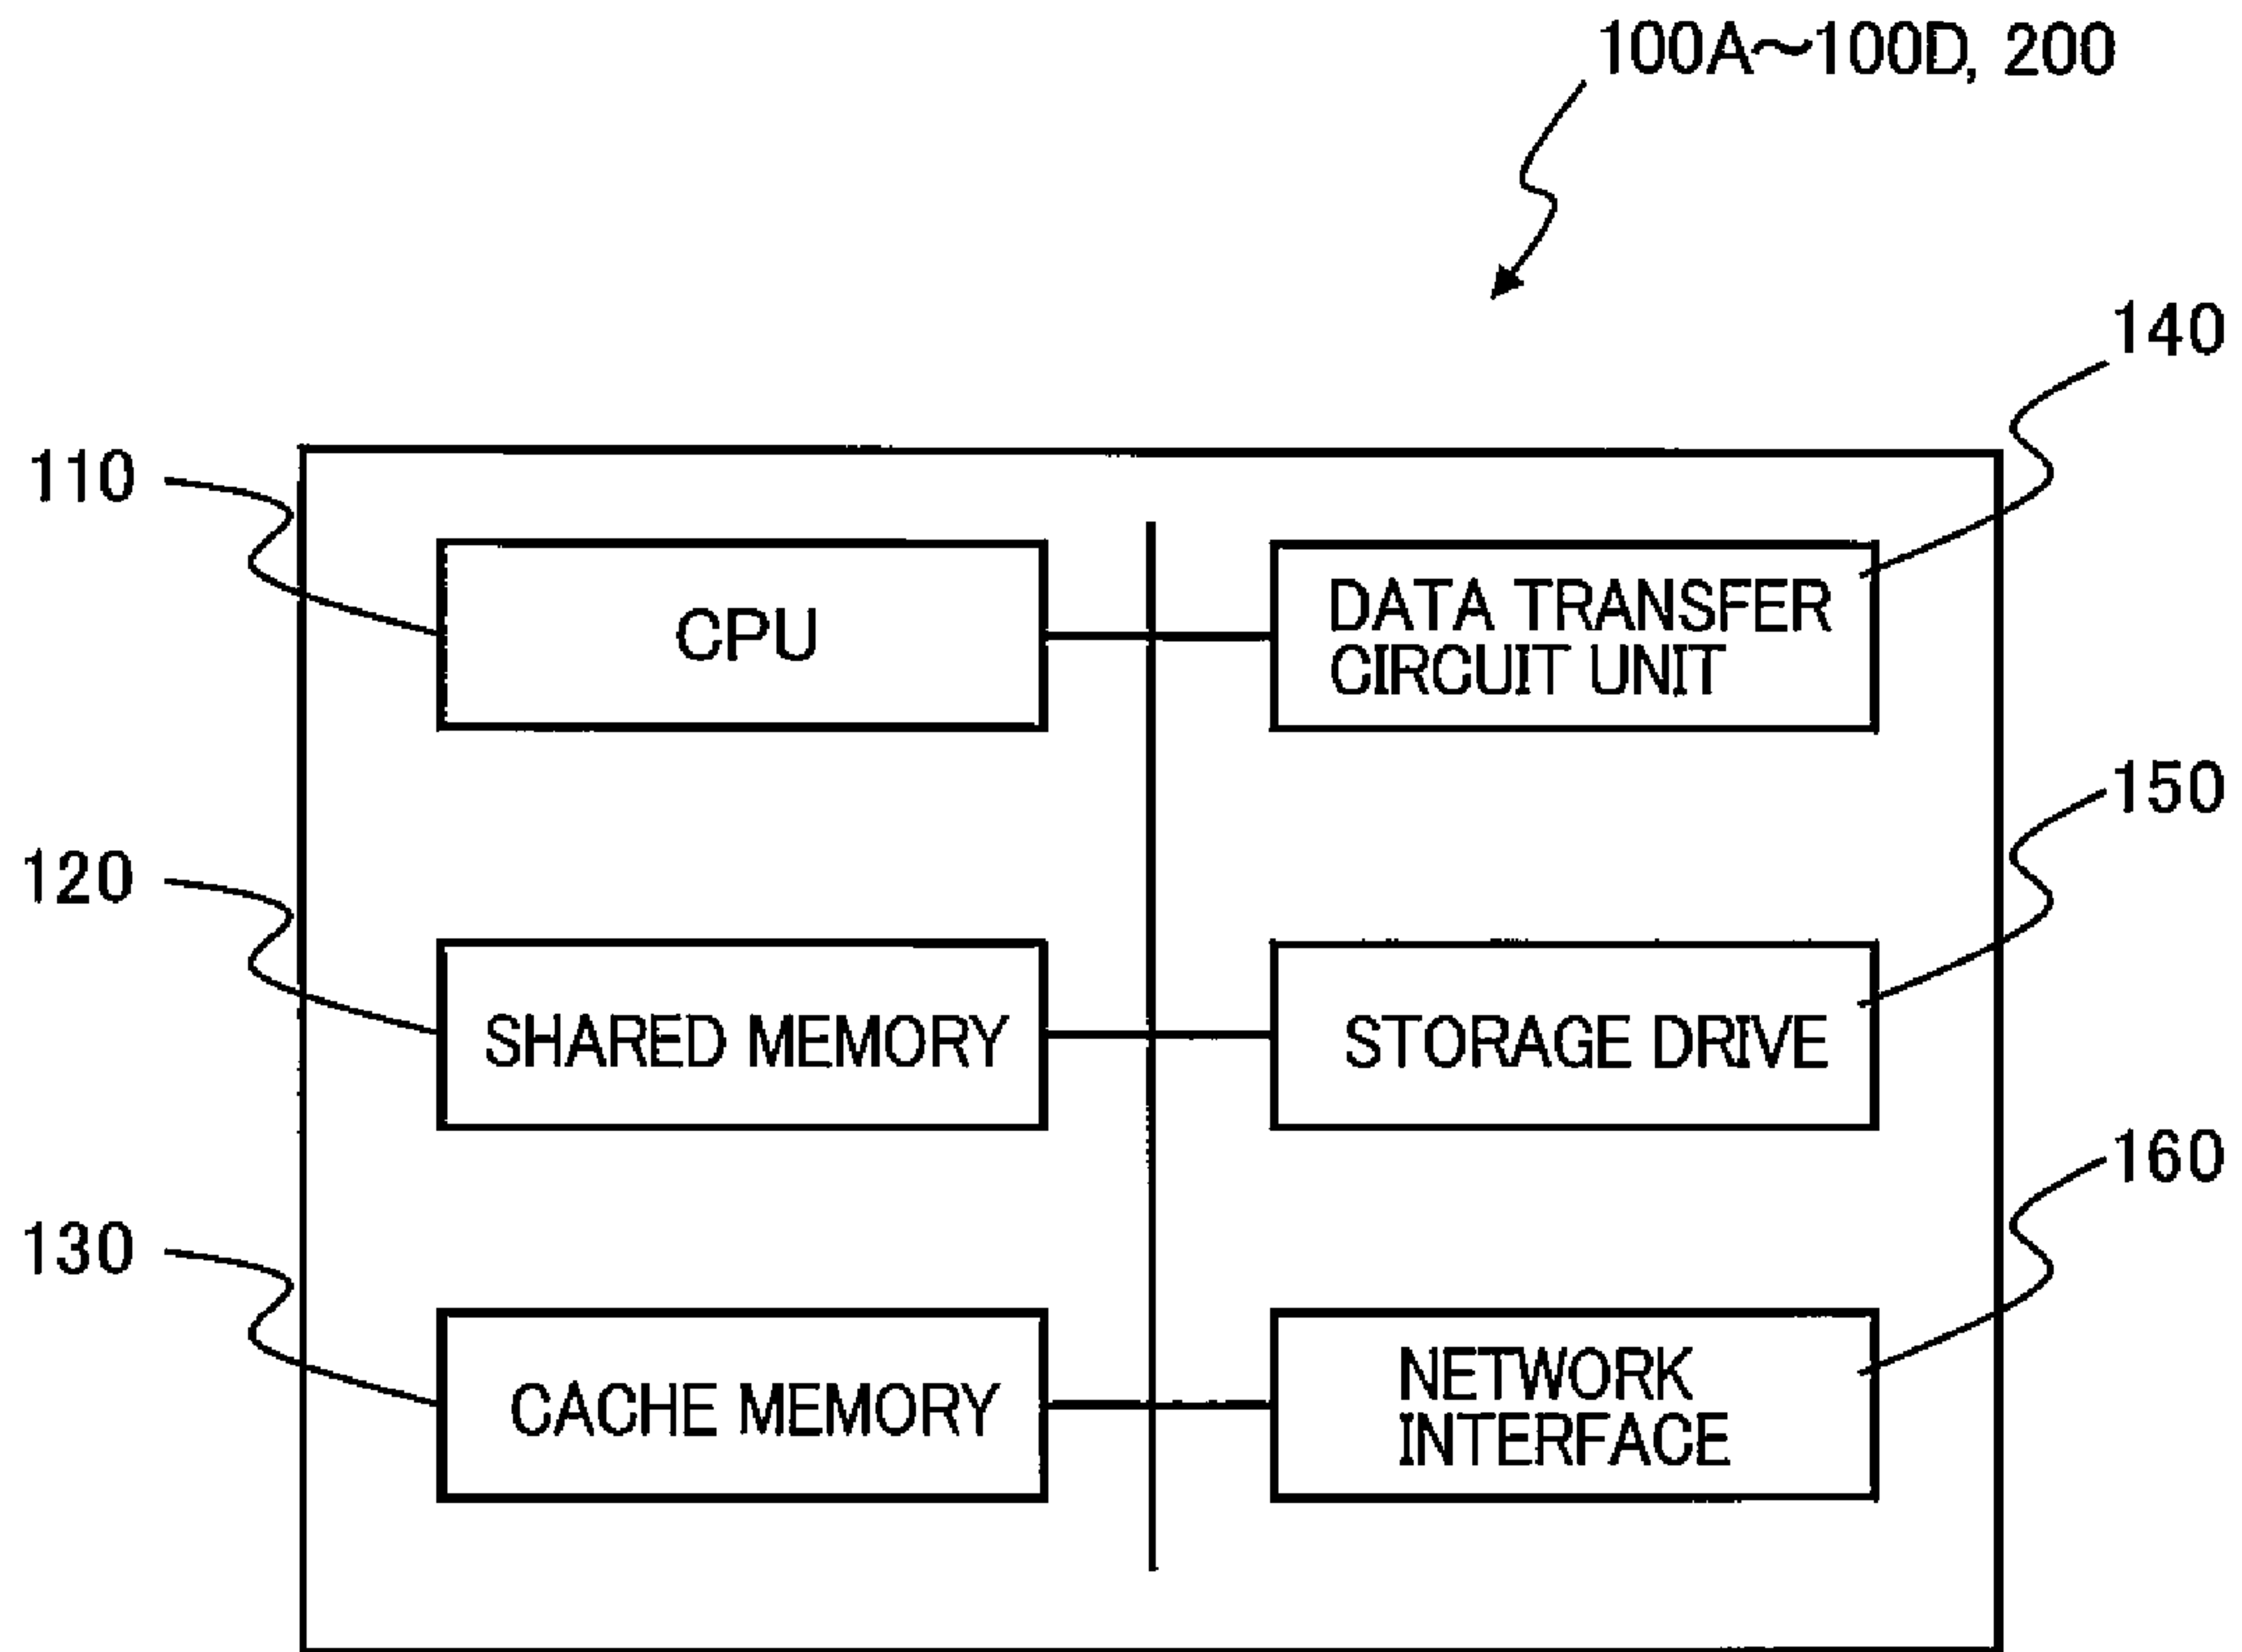 100A～100D, 200
140
110
CPU
DATA TRANSFER
CIRCUIT UNIT
150
120
SHARED MEMORY
STORAGE DRIVE
160
130
CACHE MEMORY
NETWORK
INTERFACE